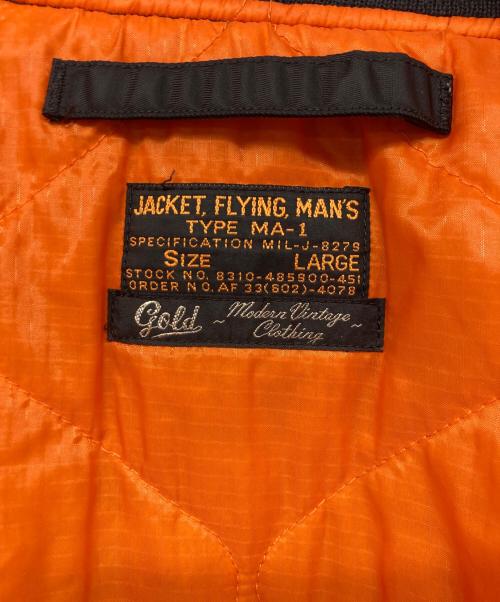 JACKET, FLYING, MAN'S
TYPE MA-1
SPECIFICATION MIL-J-8279
SIZE LARGE
STOCK NO. 8310-485800-451
ORDER NO. AF 33(602)-4078
Gold ~ Modern Vintage ~
Clothing